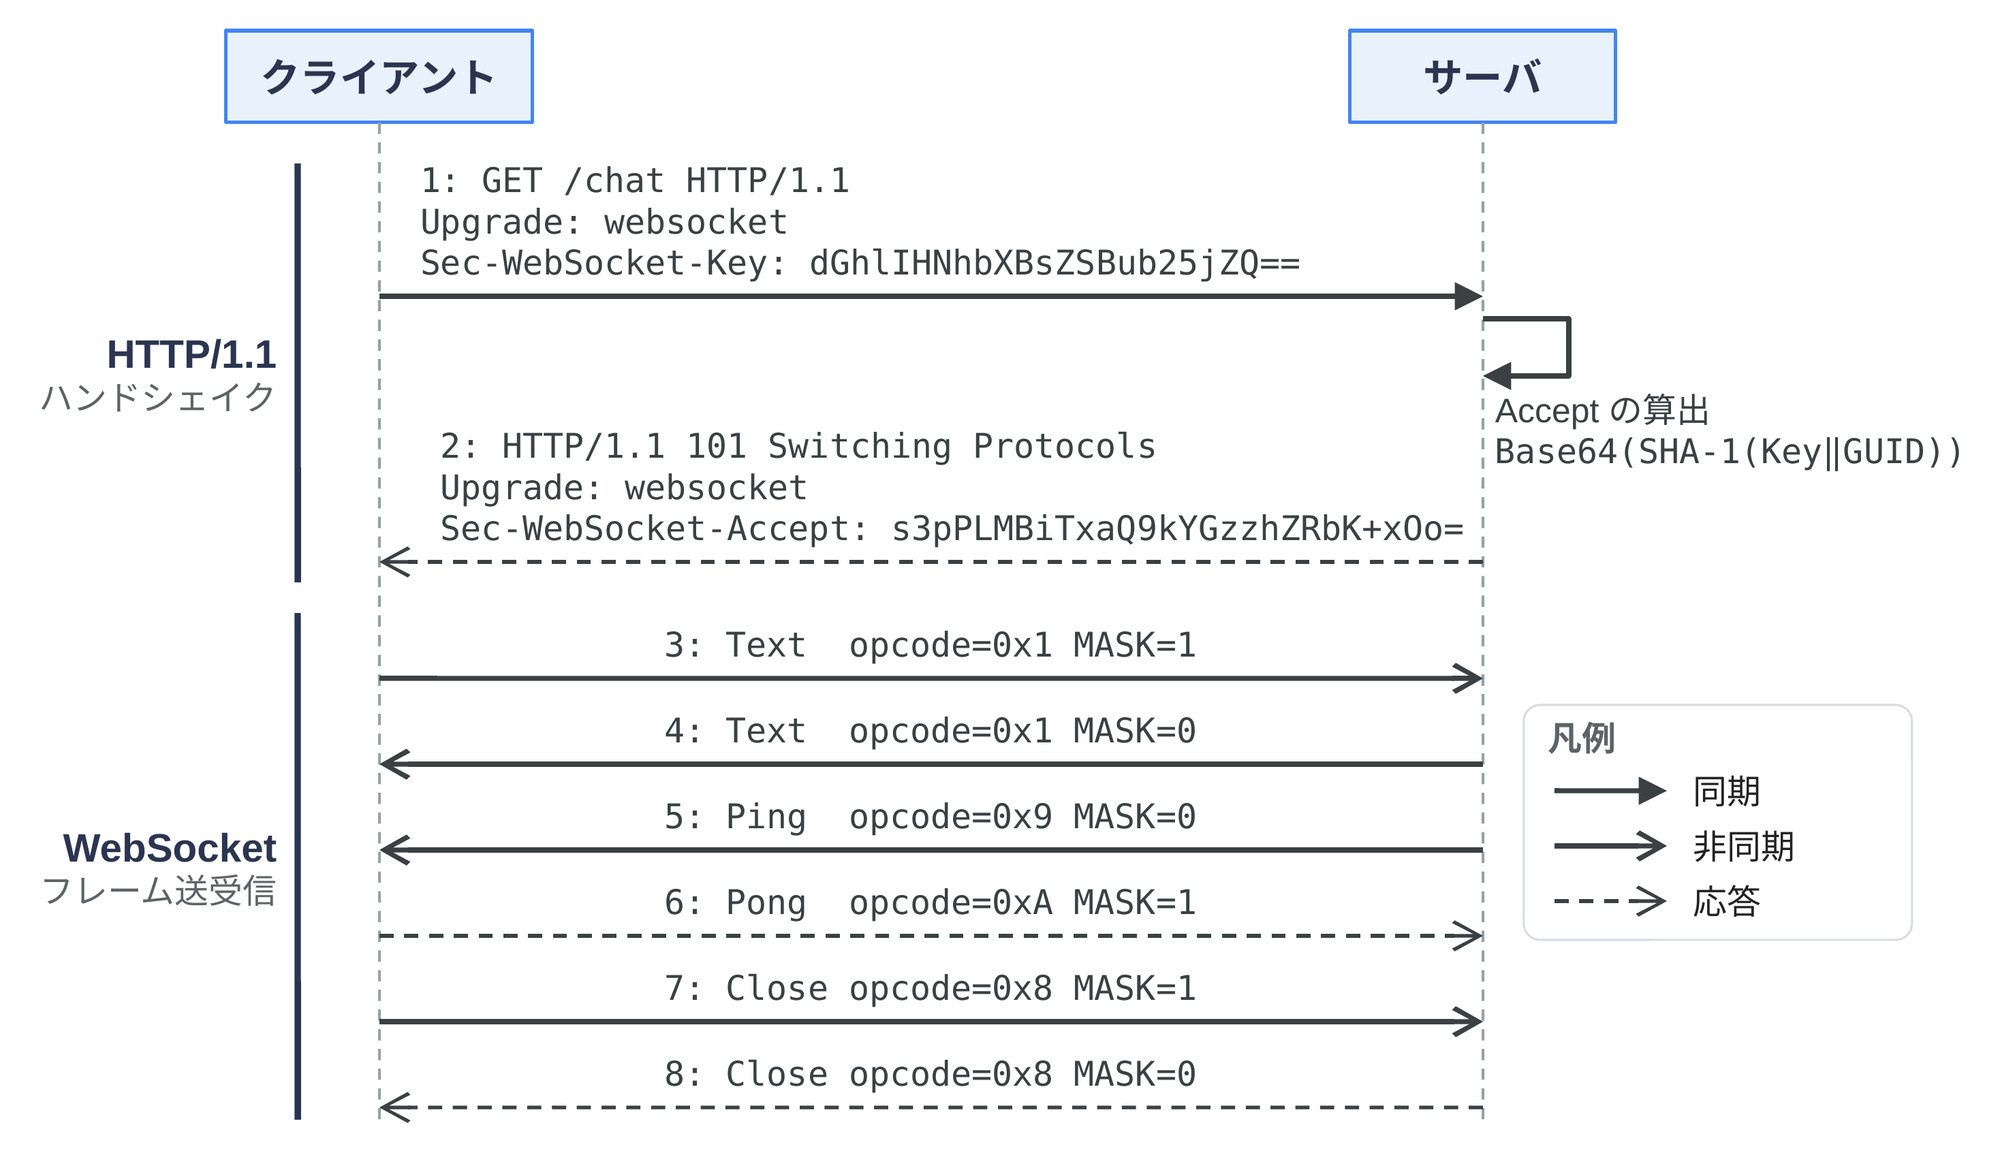 クライアント
サーバ
1: GET /chat HTTP/1.1
Upgrade: websocket
Sec-WebSocket-Key: dGhlIHNhbXBsZSBub25jZQ==
HTTP/1.1
ハンドシェイク
Accept の算出
Base64(SHA-1(Key‖GUID))
2: HTTP/1.1 101 Switching Protocols
Upgrade: websocket
Sec-WebSocket-Accept: s3pPLMBiTxaQ9kYGzzhZRbK+xOo=
3: Text  opcode=0x1 MASK=1
4: Text  opcode=0x1 MASK=0
5: Ping  opcode=0x9 MASK=0
WebSocket
フレーム送受信
6: Pong  opcode=0xA MASK=1
7: Close opcode=0x8 MASK=1
8: Close opcode=0x8 MASK=0
凡例
同期
非同期
応答